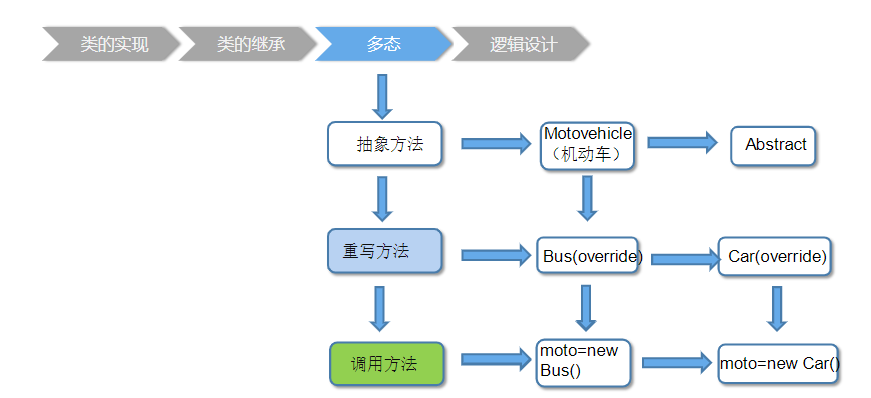 类的实现
类的继承
多态
逻辑设计
抽象方法
Motovehicle
（机动车）
Abstract
重写方法
Bus(override)
Car(override)
调用方法
moto=new
Bus()
moto=new Car()